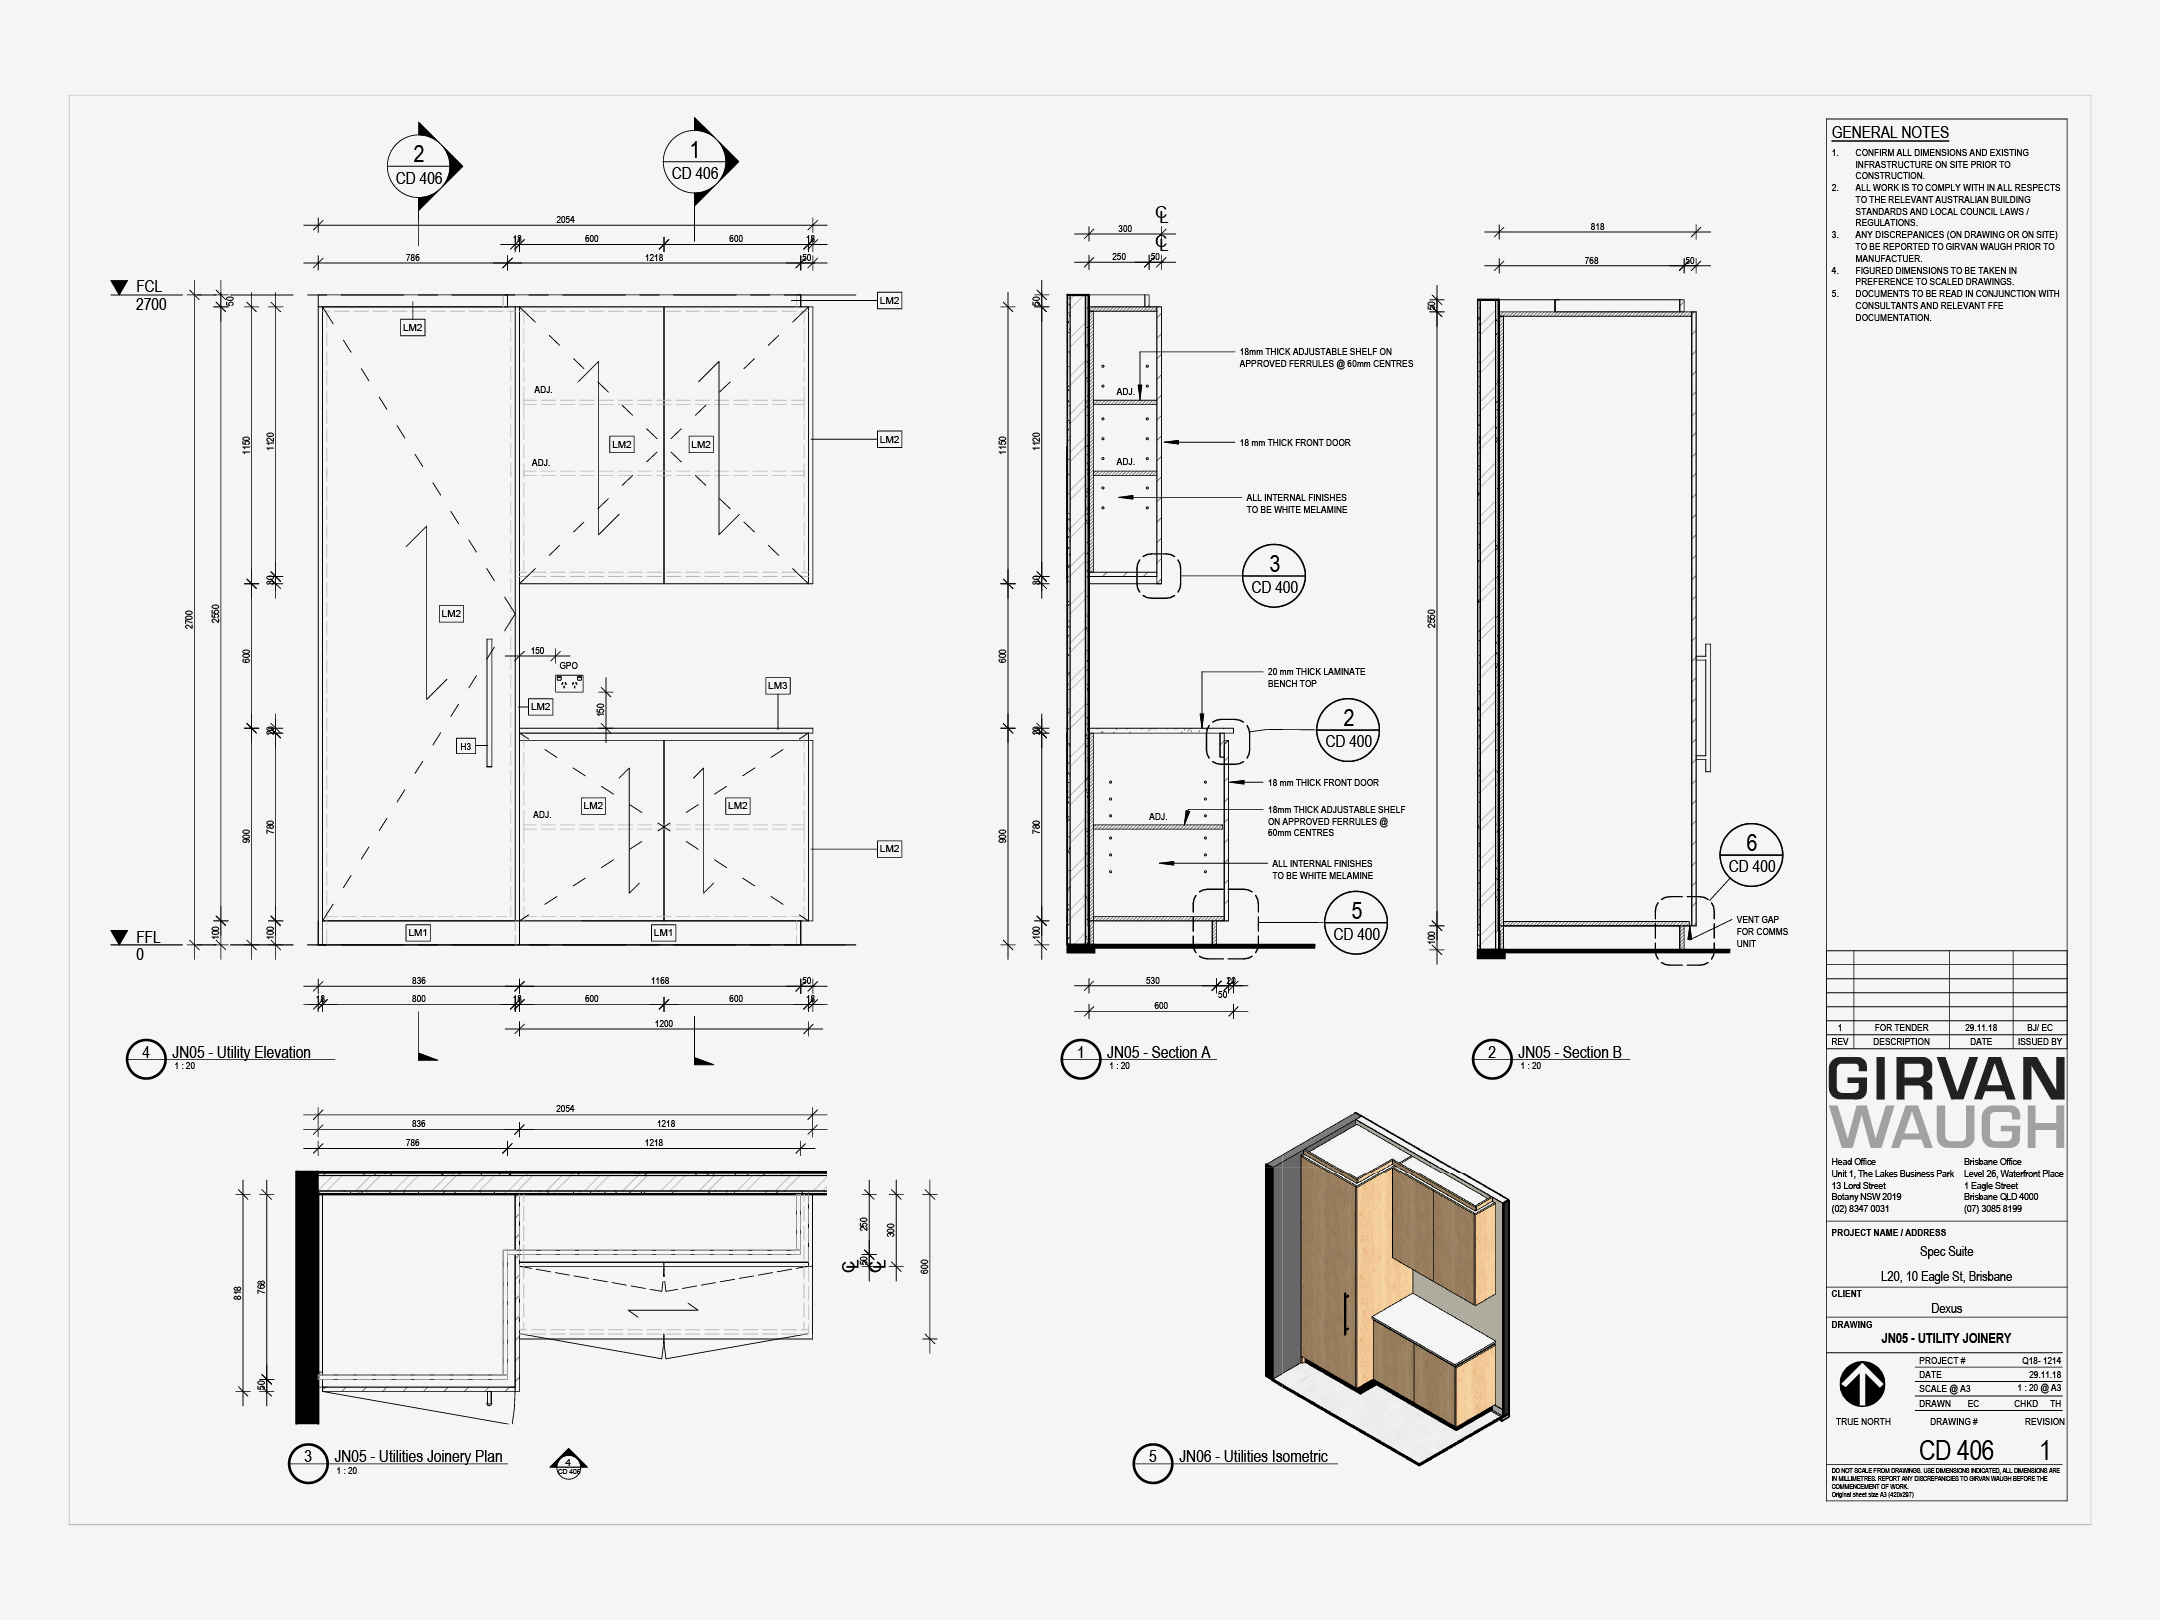 2
CD 406
1
CD 406
2054
18
600
600
18
786
1218
50
FCL
2700
50
LM2
LM2
ADJ.
LM2
LM2
LM2
ADJ.
1150
1120
80
2700
2550
LM2
600
150
GPO
LM2
150
LM3
20
H3
ADJ.
LM2
LM2
900
780
LM2
100
100
LM1
LM1
FFL
0
836
1168
50
18
800
18
600
600
18
1200
4
JN05 - Utility Elevation
1 : 20
300
250
50
50
18mm THICK ADJUSTABLE SHELF ON
APPROVED FERRULES @ 60mm CENTRES
ADJ.
18 mm THICK FRONT DOOR
1150
1120
ADJ.
ALL INTERNAL FINISHES
TO BE WHITE MELAMINE
80
3
CD 400
600
20 mm THICK LAMINATE
BENCH TOP
2
CD 400
20
18 mm THICK FRONT DOOR
18mm THICK ADJUSTABLE SHELF
ON APPROVED FERRULES @
60mm CENTRES
ADJ.
900
780
ALL INTERNAL FINISHES
TO BE WHITE MELAMINE
5
CD 400
100
530
50
600
1
JN05 - Section A
1 : 20
818
768
50
50
2550
6
CD 400
VENT GAP
FOR COMMS
UNIT
100
2
JN05 - Section B
1 : 20
2054
836
1218
786
1218
818
768
50
250
50
300
600
3
JN05 - Utilities Joinery Plan
1 : 20
4
CD 406
5
JN06 - Utilities Isometric
GENERAL NOTES
1. CONFIRM ALL DIMENSIONS AND EXISTING
INFRASTRUCTURE ON SITE PRIOR TO
CONSTRUCTION.
2. ALL WORK IS TO COMPLY WITH IN ALL RESPECTS
TO THE RELEVANT AUSTRALIAN BUILDING
STANDARDS AND LOCAL COUNCIL LAWS /
REGULATIONS.
3. ANY DISCREPANICES (ON DRAWING OR ON SITE)
TO BE REPORTED TO GIRVAN WAUGH PRIOR TO
MANUFACTUER.
4. FIGURED DIMENSIONS TO BE TAKEN IN
PREFERENCE TO SCALED DRAWINGS.
5. DOCUMENTS TO BE READ IN CONJUNCTION WITH
CONSULTANTS AND RELEVANT FFE
DOCUMENTATION.
1 FOR TENDER 29.11.18 BJ/ EC
REV DESCRIPTION DATE ISSUED BY
GIRVAN
WAUGH
Head Office Brisbane Office
Unit 1, The Lakes Business Park Level 26, Waterfront Place
13 Lord Street 1 Eagle Street
Botany NSW 2019 Brisbane QLD 4000
(02) 8347 0031 (07) 3085 8199
PROJECT NAME / ADDRESS
Spec Suite
L20, 10 Eagle St, Brisbane
CLIENT
Dexus
DRAWING
JN05 - UTILITY JOINERY
PROJECT # Q18- 1214
DATE 29.11.18
SCALE @ A3 1 : 20 @ A3
DRAWN EC CHKD TH
TRUE NORTH DRAWING # REVISION
CD 406 1
DO NOT SCALE FROM DRAWINGS. USE DIMENSIONS INDICATED, ALL DIMENSIONS ARE
IN MILLIMETRES. REPORT ANY DISCREPANCIES TO GIRVAN WAUGH BEFORE THE
COMMENCEMENT OF WORK.
Original sheet size A3 (420x297)